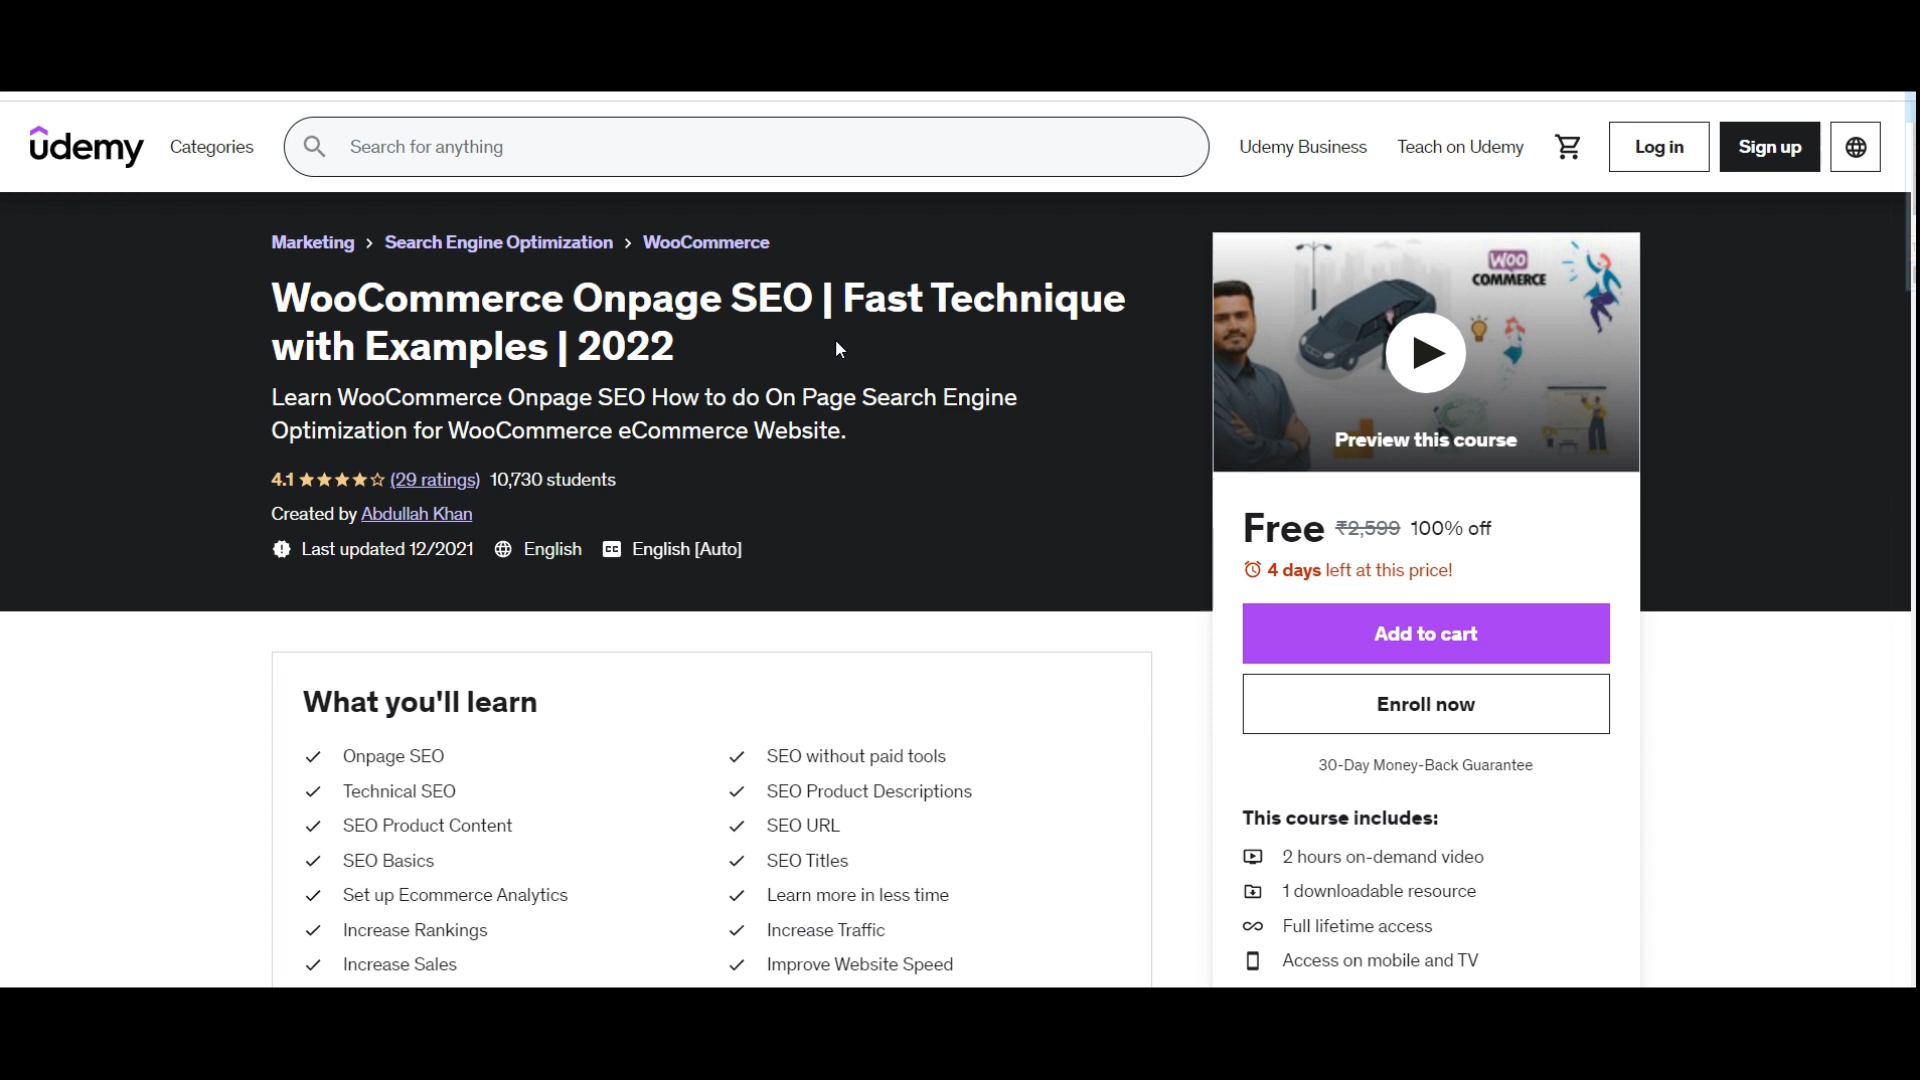 ûdemy
Categories
Search for anything
Udemy Business
Teach on Udemy
Log in
Sign up
Marketing > Search Engine Optimization > WooCommerce
WooCommerce Onpage SEO | Fast Technique
with Examples | 2022
Learn WooCommerce Onpage SEO How to do On Page Search Engine
Optimization for WooCommerce eCommerce Website.
4.1 (29 ratings) 10,730 students
Created by Abdullah Khan
Last updated 12/2021 English CC English [Auto]
WOO
COMMERCE
Preview this course
Free ₹2,599 100% off
4 days left at this price!
Add to cart
Enroll now
30-Day Money-Back Guarantee
This course includes:
2 hours on-demand video
1 downloadable resource
Full lifetime access
Access on mobile and TV
What you'll learn
Onpage SEO
Technical SEO
SEO Product Content
SEO Basics
Set up Ecommerce Analytics
Increase Rankings
Increase Sales
SEO without paid tools
SEO Product Descriptions
SEO URL
SEO Titles
Learn more in less time
Increase Traffic
Improve Website Speed